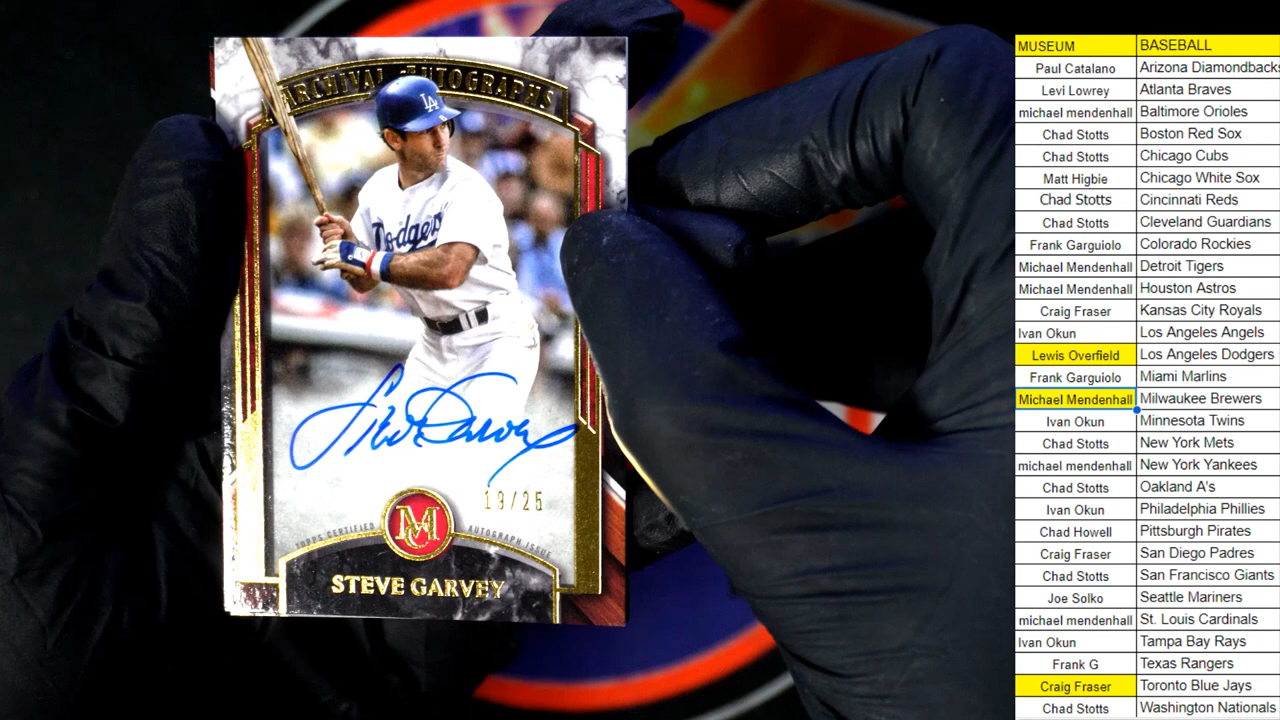 ARCHIVAL AUTOGRAPHS
LA
Dodgers
Steve Garvey
19/25
TOPPS CERTIFIED
AUTOGRAPH ISSUE
M
STEVE GARVEY
MUSEUM BASEBALL
Paul Catalano Arizona Diamondbacks
Levi Lowrey Atlanta Braves
michael mendenhall Baltimore Orioles
Chad Stotts Boston Red Sox
Chad Stotts Chicago Cubs
Matt Higbie Chicago White Sox
Chad Stotts Cincinnati Reds
Chad Stotts Cleveland Guardians
Frank Garguiolo Colorado Rockies
Michael Mendenhall Detroit Tigers
Michael Mendenhall Houston Astros
Craig Fraser Kansas City Royals
Ivan Okun Los Angeles Angels
Lewis Overfield Los Angeles Dodgers
Frank Garguiolo Miami Marlins
Michael Mendenhall Milwaukee Brewers
Ivan Okun Minnesota Twins
Chad Stotts New York Mets
michael mendenhall New York Yankees
Chad Stotts Oakland A's
Ivan Okun Philadelphia Phillies
Chad Howell Pittsburgh Pirates
Craig Fraser San Diego Padres
Chad Stotts San Francisco Giants
Joe Solko Seattle Mariners
michael mendenhall St. Louis Cardinals
Ivan Okun Tampa Bay Rays
Frank G Texas Rangers
Craig Fraser Toronto Blue Jays
Chad Stotts Washington Nationals